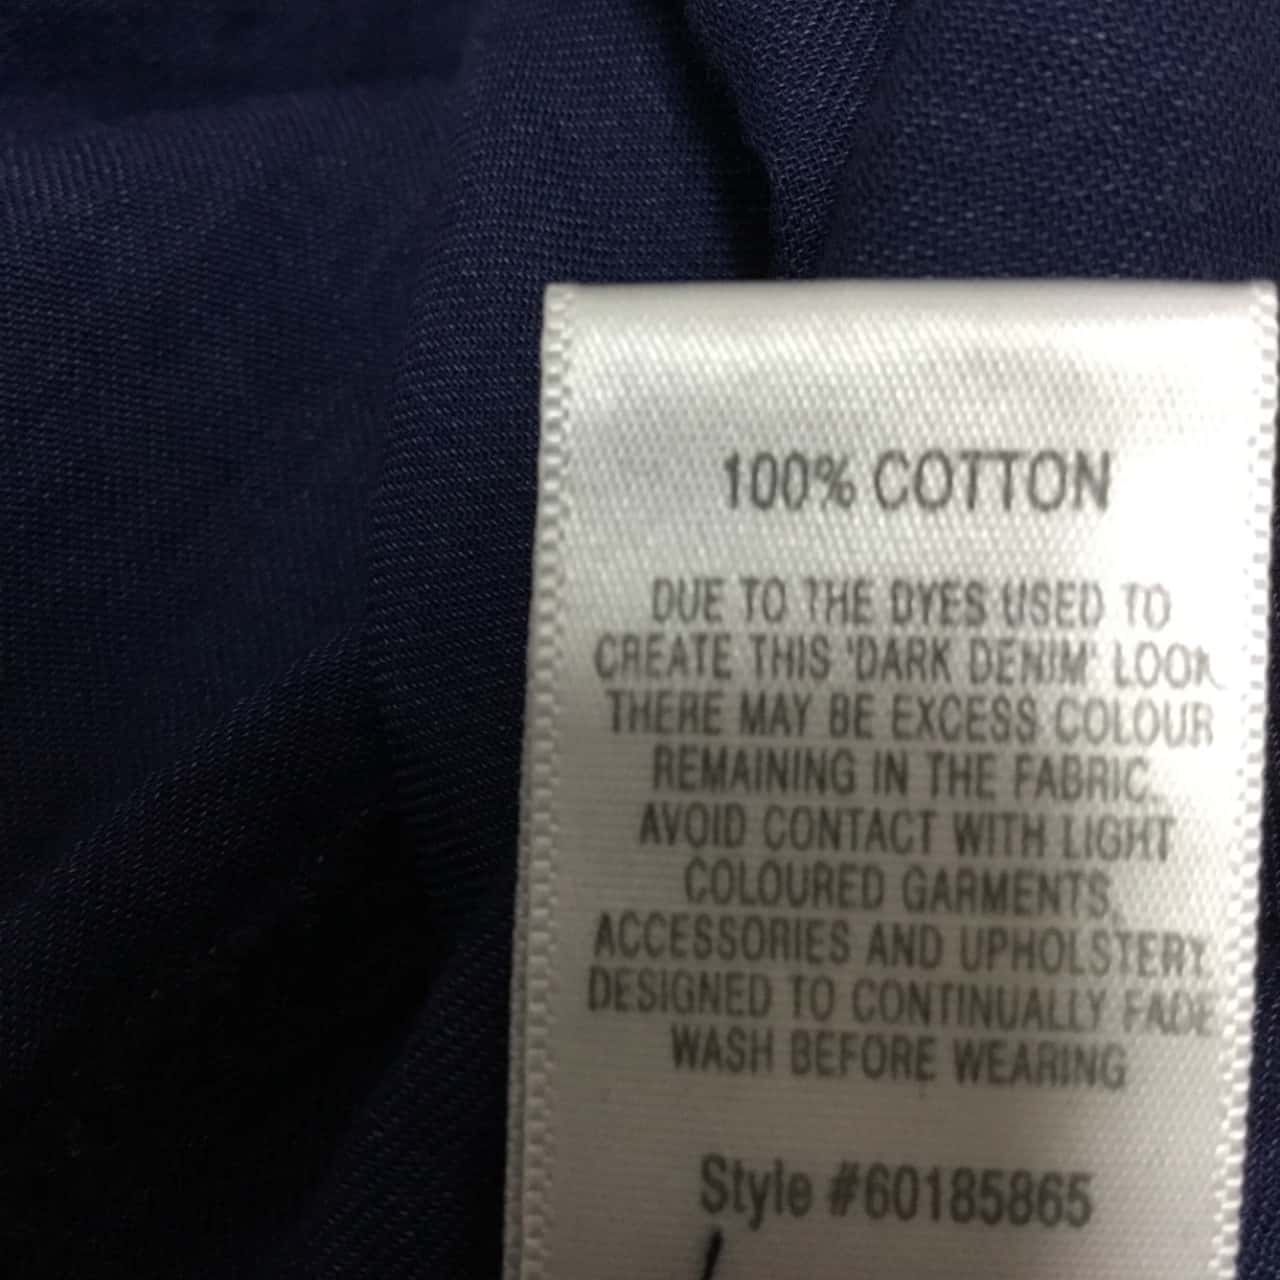 100% COTTON
DUE TO THE DYES USED TO
CREATE THIS 'DARK DENIM' LOOK
THERE MAY BE EXCESS COLOUR
REMAINING IN THE FABRIC.
AVOID CONTACT WITH LIGHT
COLOURED GARMENTS,
ACCESSORIES AND UPHOLSTERY.
DESIGNED TO CONTINUALLY FADE
WASH BEFORE WEARING
Style #60185865